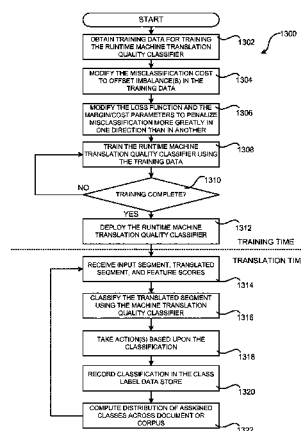 START
1300
OBTAIN TRAINING DATA FOR TRAINING
THE RUNTIME MACHINE TRANSLATION
QUALITY CLASSIFIER
1302
MODIFY THE MISCLASSIFICATION COST
TO OFFSET IMBALANCE(S) IN THE
TRAINING DATA
1304
MODIFY THE LOSS FUNCTION AND THE
MARGIN/COST PARAMETERS TO PENALIZE
MISCLASSIFICATION MORE GREATLY IN
ONE DIRECTION THAN IN ANOTHER
1306
TRAIN THE RUNTIME MACHINE
TRANSLATION QUALITY CLASSIFIER USING
THE TRAINING DATA
1308
NO
TRAINING COMPLETE?
1310
YES
DEPLOY THE RUNTIME MACHINE
TRANSLATION QUALITY CLASSIFIER
1312
TRAINING TIME
TRANSLATION TIM
RECEIVE INPUT SEGMENT, TRANSLATED
SEGMENT, AND FEATURE SCORES
1314
CLASSIFY THE TRANSLATED SEGMENT
USING THE MACHINE TRANSLATION
QUALITY CLASSIFIER
1316
TAKE ACTION(S) BASED UPON THE
CLASSIFICATION
1318
RECORD CLASSIFICATION IN THE CLASS
LABEL DATA STORE
1320
COMPUTE DISTRIBUTION OF ASSIGNED
CLASSES ACROSS DOCUMENT OR
CORPUS
1322